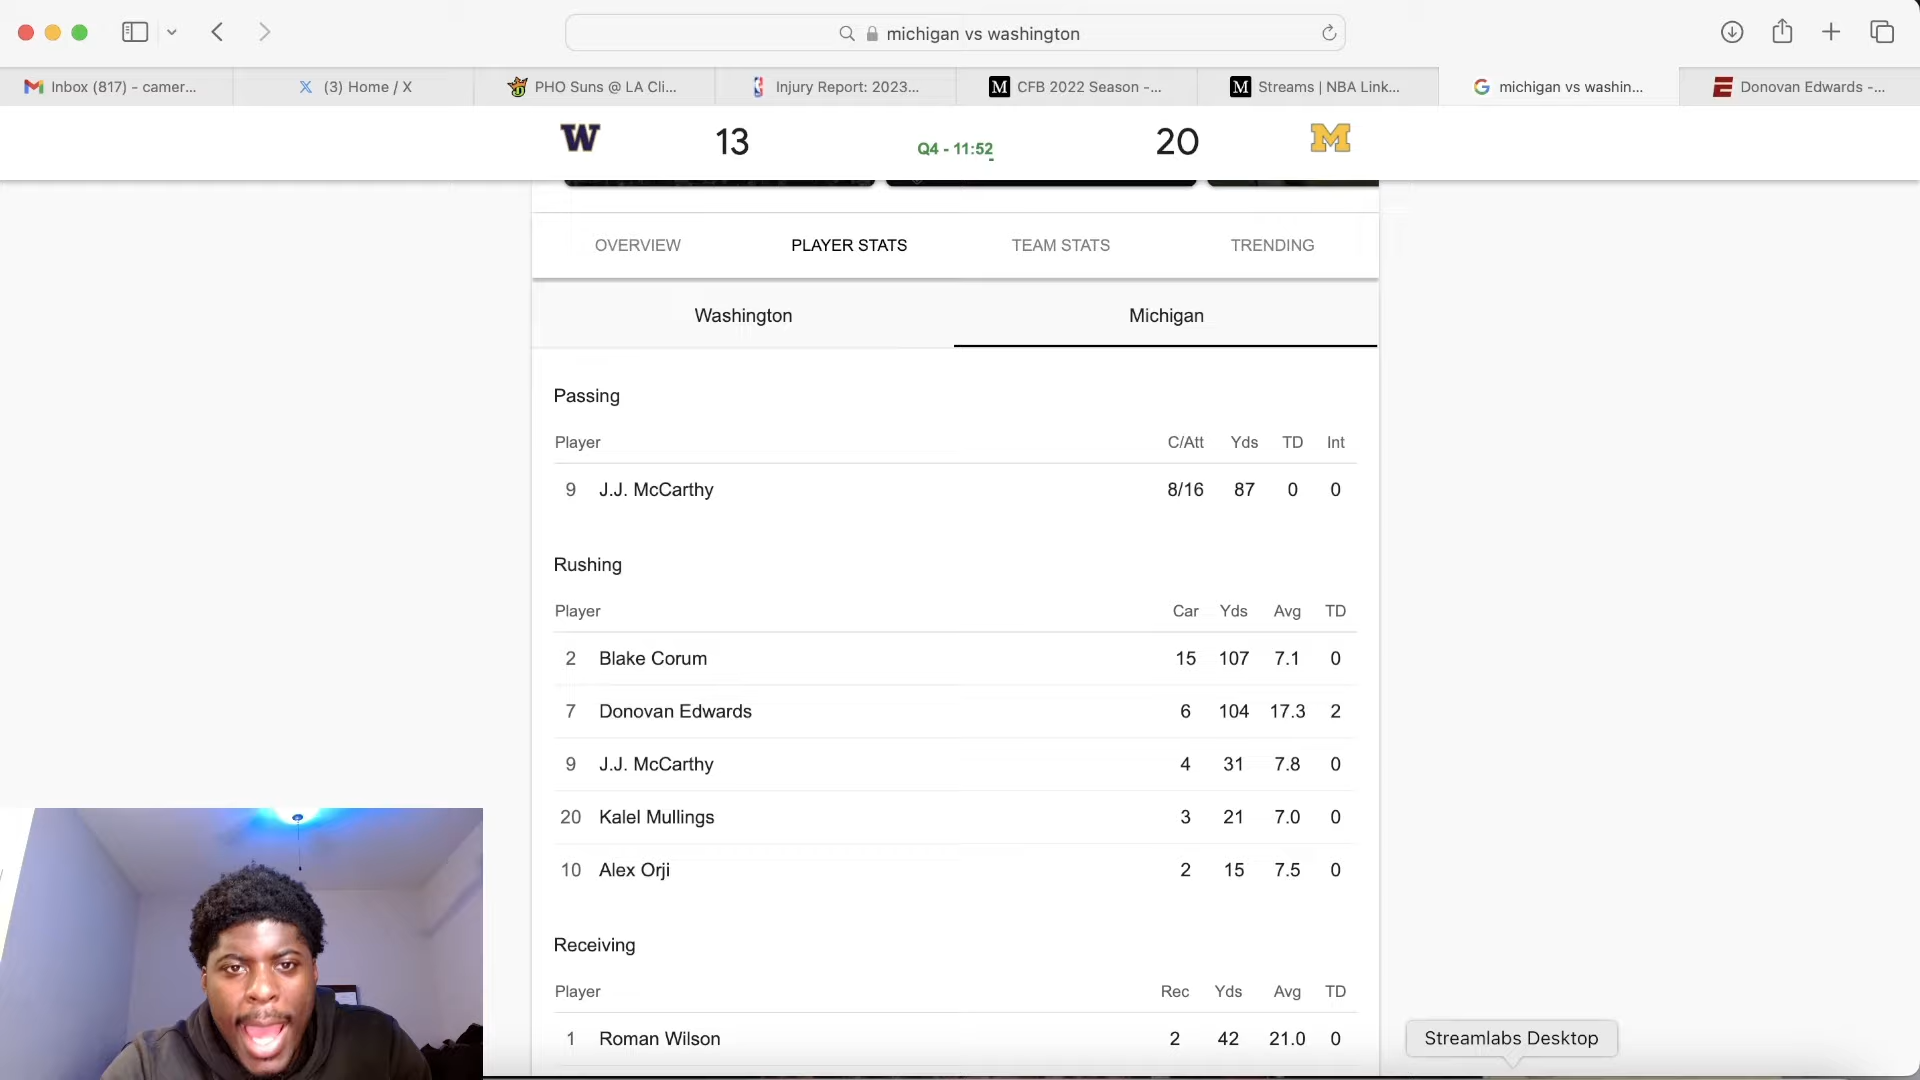 michigan vs washington
Inbox (817) - camer...
(3) Home / X
PHO Suns @ LA Cli...
Injury Report: 2023...
M CFB 2022 Season -...
M Streams | NBA Link...
michigan vs washin...
Donovan Edwards -...
W 13 Q4 - 11:52 20 M
OVERVIEW PLAYER STATS TEAM STATS TRENDING
Washington Michigan
Passing
Player C/Att Yds TD Int
9 J.J. McCarthy 8/16 87 0 0
Rushing
Player Car Yds Avg TD
2 Blake Corum 15 107 7.1 0
7 Donovan Edwards 6 104 17.3 2
9 J.J. McCarthy 4 31 7.8 0
20 Kalel Mullings 3 21 7.0 0
10 Alex Orji 2 15 7.5 0
Receiving
Player Rec Yds Avg TD
1 Roman Wilson 2 42 21.0 0
Streamlabs Desktop